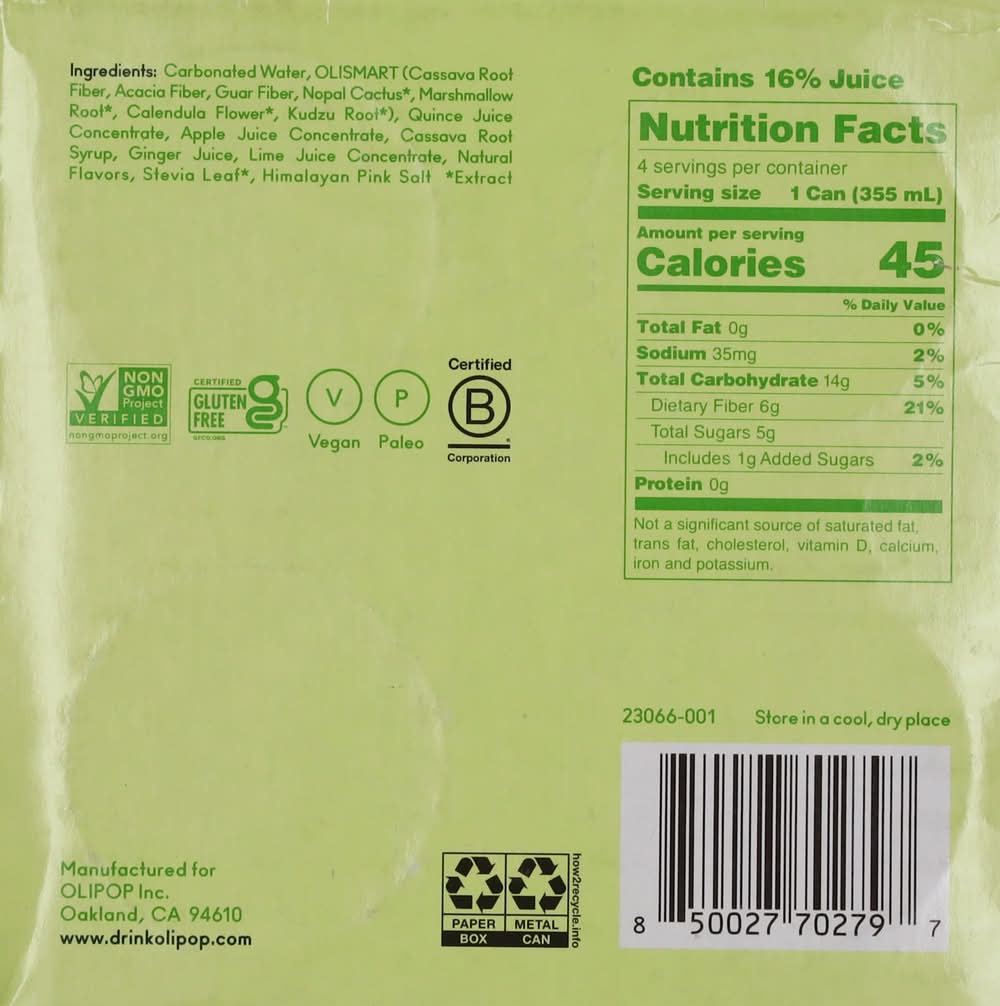 Ingredients: Carbonated Water, OLISMART (Cassava Root
Fiber, Acacia Fiber, Guar Fiber, Nopal Cactus*, Marshmallow
Root*, Calendula Flower*, Kudzu Root*), Quince Juice
Concentrate, Apple Juice Concentrate, Cassava Root
Syrup, Ginger Juice, Lime Juice Concentrate, Natural
Flavors, Stevia Leaf*, Himalayan Pink Salt *Extract
NON
GMO
Project
VERIFIED
nongmoproject.org
CERTIFIED
GLUTEN
FREE
GFCO.ORG
V
Vegan
P
Paleo
Certified
B
Corporation
Contains 16% Juice
Nutrition Facts
4 servings per container
Serving size 1 Can (355 mL)
Amount per serving
Calories 45
% Daily Value
Total Fat 0g 0%
Sodium 35mg 2%
Total Carbohydrate 14g 5%
Dietary Fiber 6g 21%
Total Sugars 5g
Includes 1g Added Sugars 2%
Protein 0g
Not a significant source of saturated fat,
trans fat, cholesterol, vitamin D, calcium,
iron and potassium.
23066-001 Store in a cool, dry place
8 50027 70279 7
Manufactured for
OLIPOP Inc.
Oakland, CA 94610
www.drinkolipop.com
PAPER METAL
BOX CAN
how2recycle.info